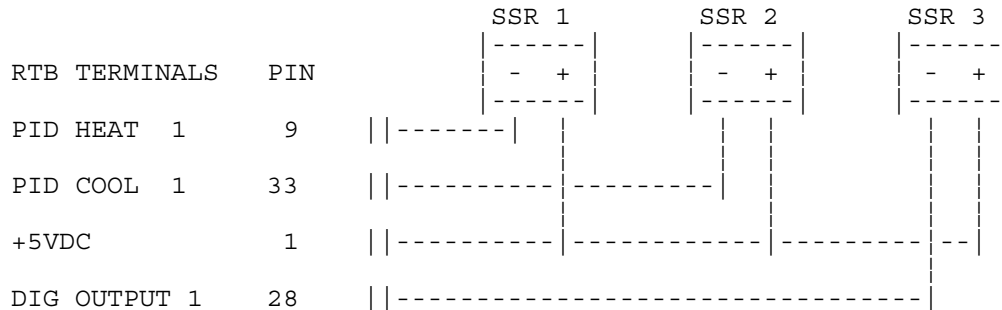 SSR 1 SSR 2 SSR 3
RTB TERMINALS PIN - + - + - +
PID HEAT 1 9
PID COOL 1 33
+5VDC 1
DIG OUTPUT 1 28